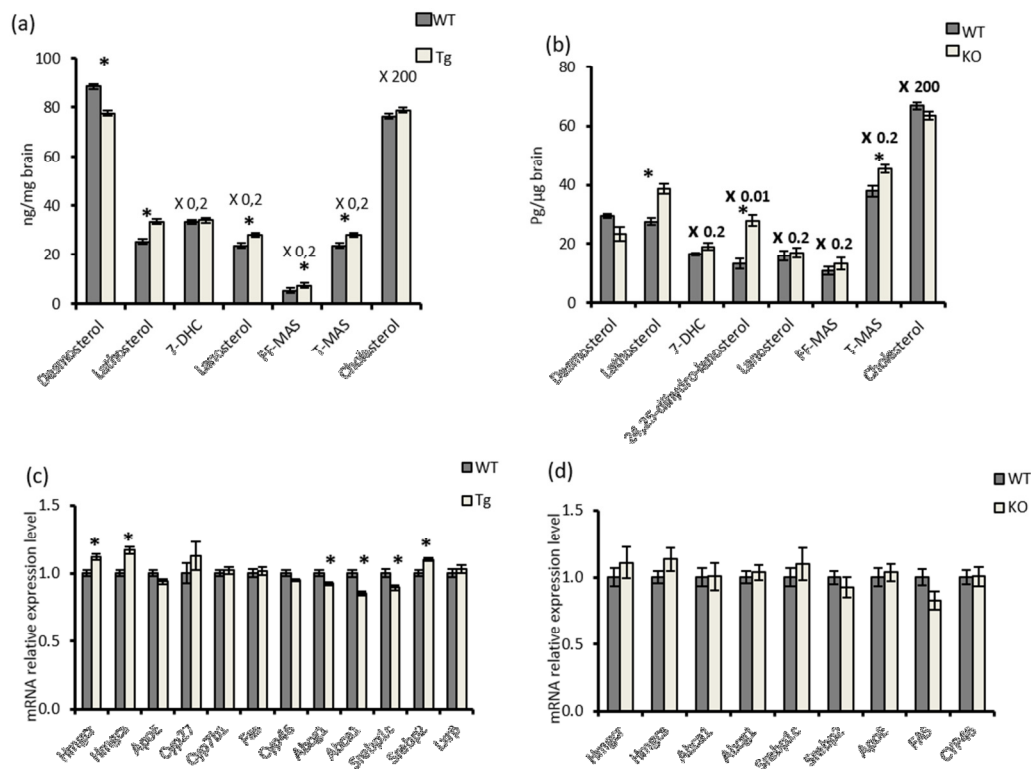 (a)
WT
Tg
100
80
60
40
20
0
ng/mg brain
*
*
X 0,2
X 0,2
*
X 0,2
*
X 0,2
*
X 200
Desmosterol
Lathosterol
7-DHC
Lanosterol
FF-MAS
T-MAS
Cholesterol
(b)
WT
KO
80
60
40
20
0
Pg/µg brain
*
X 0.2
X 0.01
*
X 0.2
X 0.2
X 0.2
*
X 200
Desmosterol
Lathosterol
7-DHC
24,25-dihydro-lanosterol
Lanosterol
FF-MAS
T-MAS
Cholesterol
(c)
WT
Tg
1.5
1.0
0.5
0.0
mRNA relative expression level
*
*
*
*
*
*
Hmgcr
Hmgcs
ApoE
Cyp27
Cyp7b1
Fas
Cyp46
Abcg1
Abca1
Srebp1c
Srebp2
Lxrβ
(d)
WT
KO
1.5
1.0
0.5
0.0
mRNA relative expression level
Hmgcr
Hmgcs
Abca1
Abcg1
Srebp1c
Srebp2
ApoE
FAS
CYP46